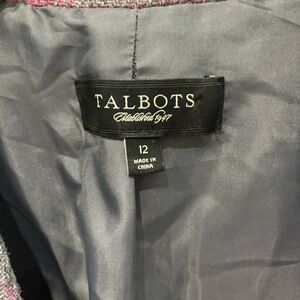 TALBOTS
Established 1947
12
MADE IN
CHINA